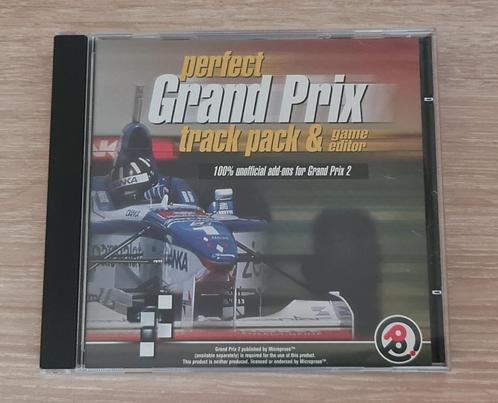 perfect
Grand Prix
track pack & game editor
100% unofficial add-ons for Grand Prix 2
Grand Prix 2 published by Microprose™
(available separately) is required for the use of this product.
This product is neither produced, licensed or endorsed by Microprose™.